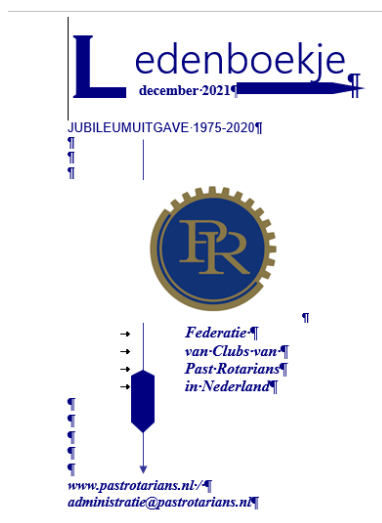 Ledenboekje
december 2021
JUBILEUMUITGAVE 1975-2020
PR
Federatie
van Clubs van
Past Rotarians
in Nederland
www.pastrotarians.nl /
administratie@pastrotarians.nl